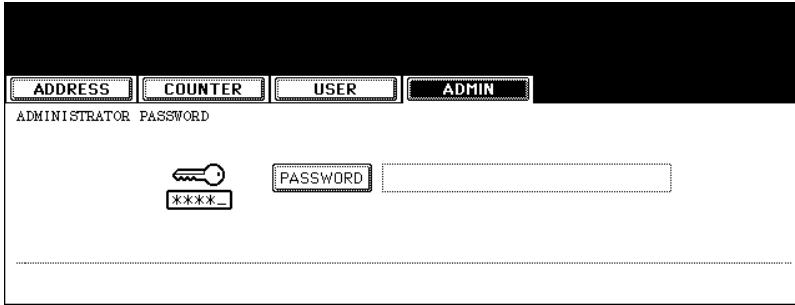 ADDRESS COUNTER USER ADMIN
ADMINISTRATOR PASSWORD
PASSWORD
****_